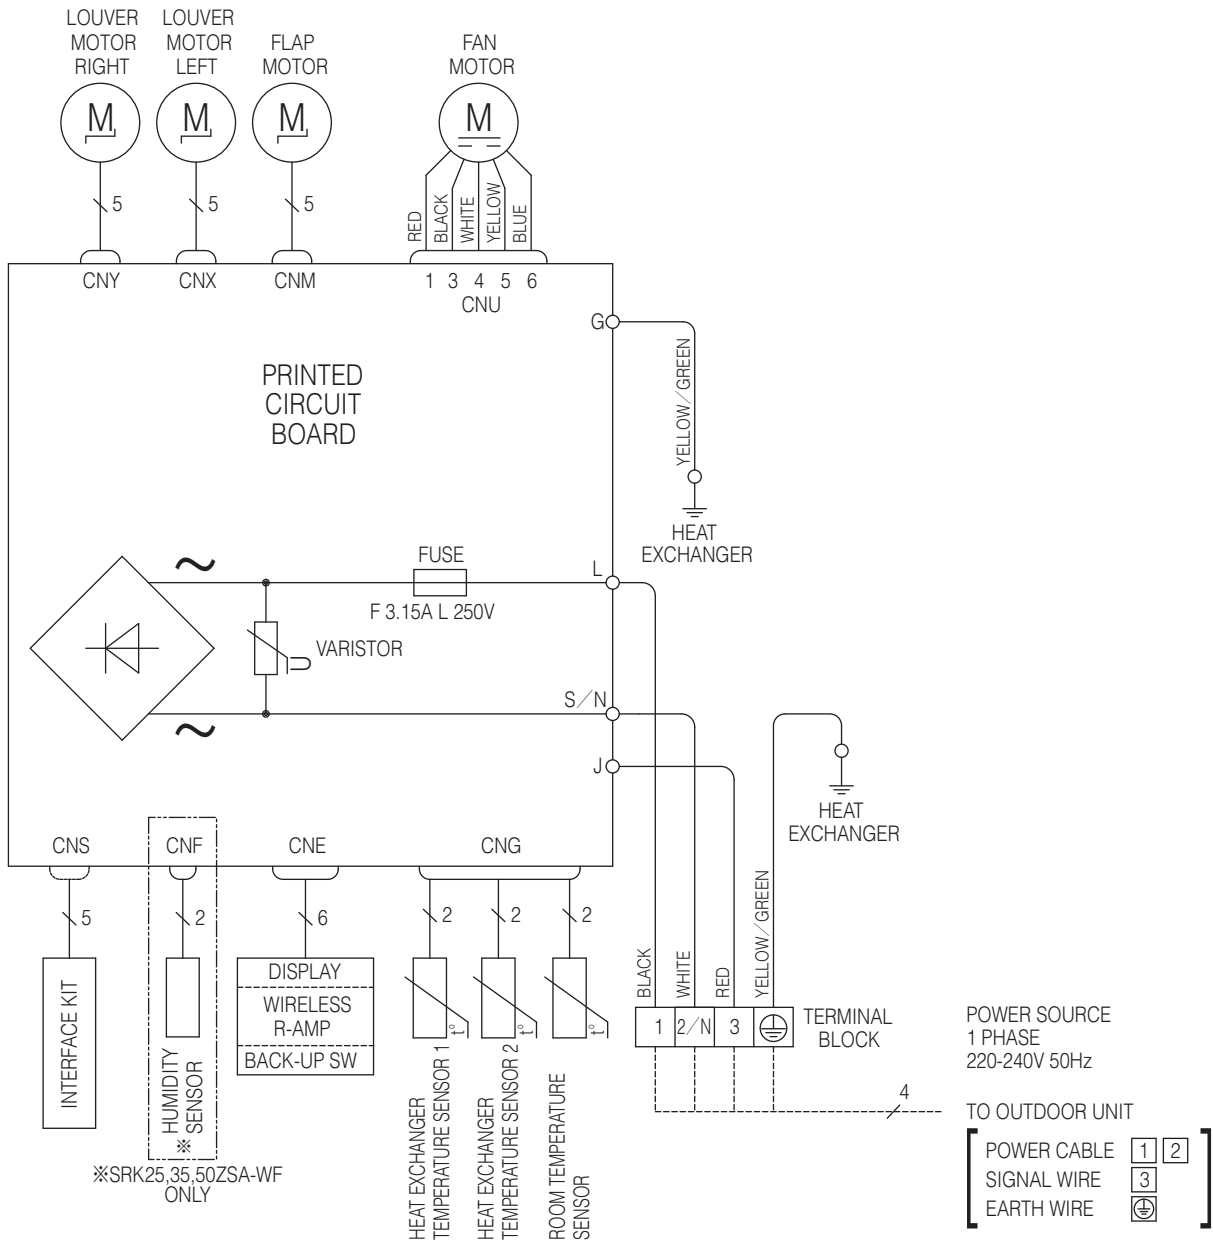 LOUVER
MOTOR
RIGHT
LOUVER
MOTOR
LEFT
FLAP
MOTOR
FAN
MOTOR
M
M
M
M
5
5
5
RED
BLACK
WHITE
YELLOW
BLUE
CNY
CNX
CNM
1 3 4 5 6
CNU
G
YELLOW/GREEN
HEAT
EXCHANGER
PRINTED
CIRCUIT
BOARD
~
FUSE
F 3.15A L 250V
L
VARISTOR
S/N
~
J
HEAT
EXCHANGER
CNS
CNF
CNE
CNG
5
2
6
2
2
2
INTERFACE KIT
HUMIDITY
SENSOR
※
※SRK25,35,50ZSA-WF
ONLY
DISPLAY
WIRELESS
R-AMP
BACK-UP SW
t°
t°
t°
HEAT EXCHANGER
TEMPERATURE SENSOR 1
HEAT EXCHANGER
TEMPERATURE SENSOR 2
ROOM TEMPERATURE
SENSOR
BLACK
WHITE
RED
YELLOW/GREEN
1 2/N 3
TERMINAL
BLOCK
4
POWER SOURCE
1 PHASE
220-240V 50Hz
TO OUTDOOR UNIT
POWER CABLE 1 2
SIGNAL WIRE 3
EARTH WIRE